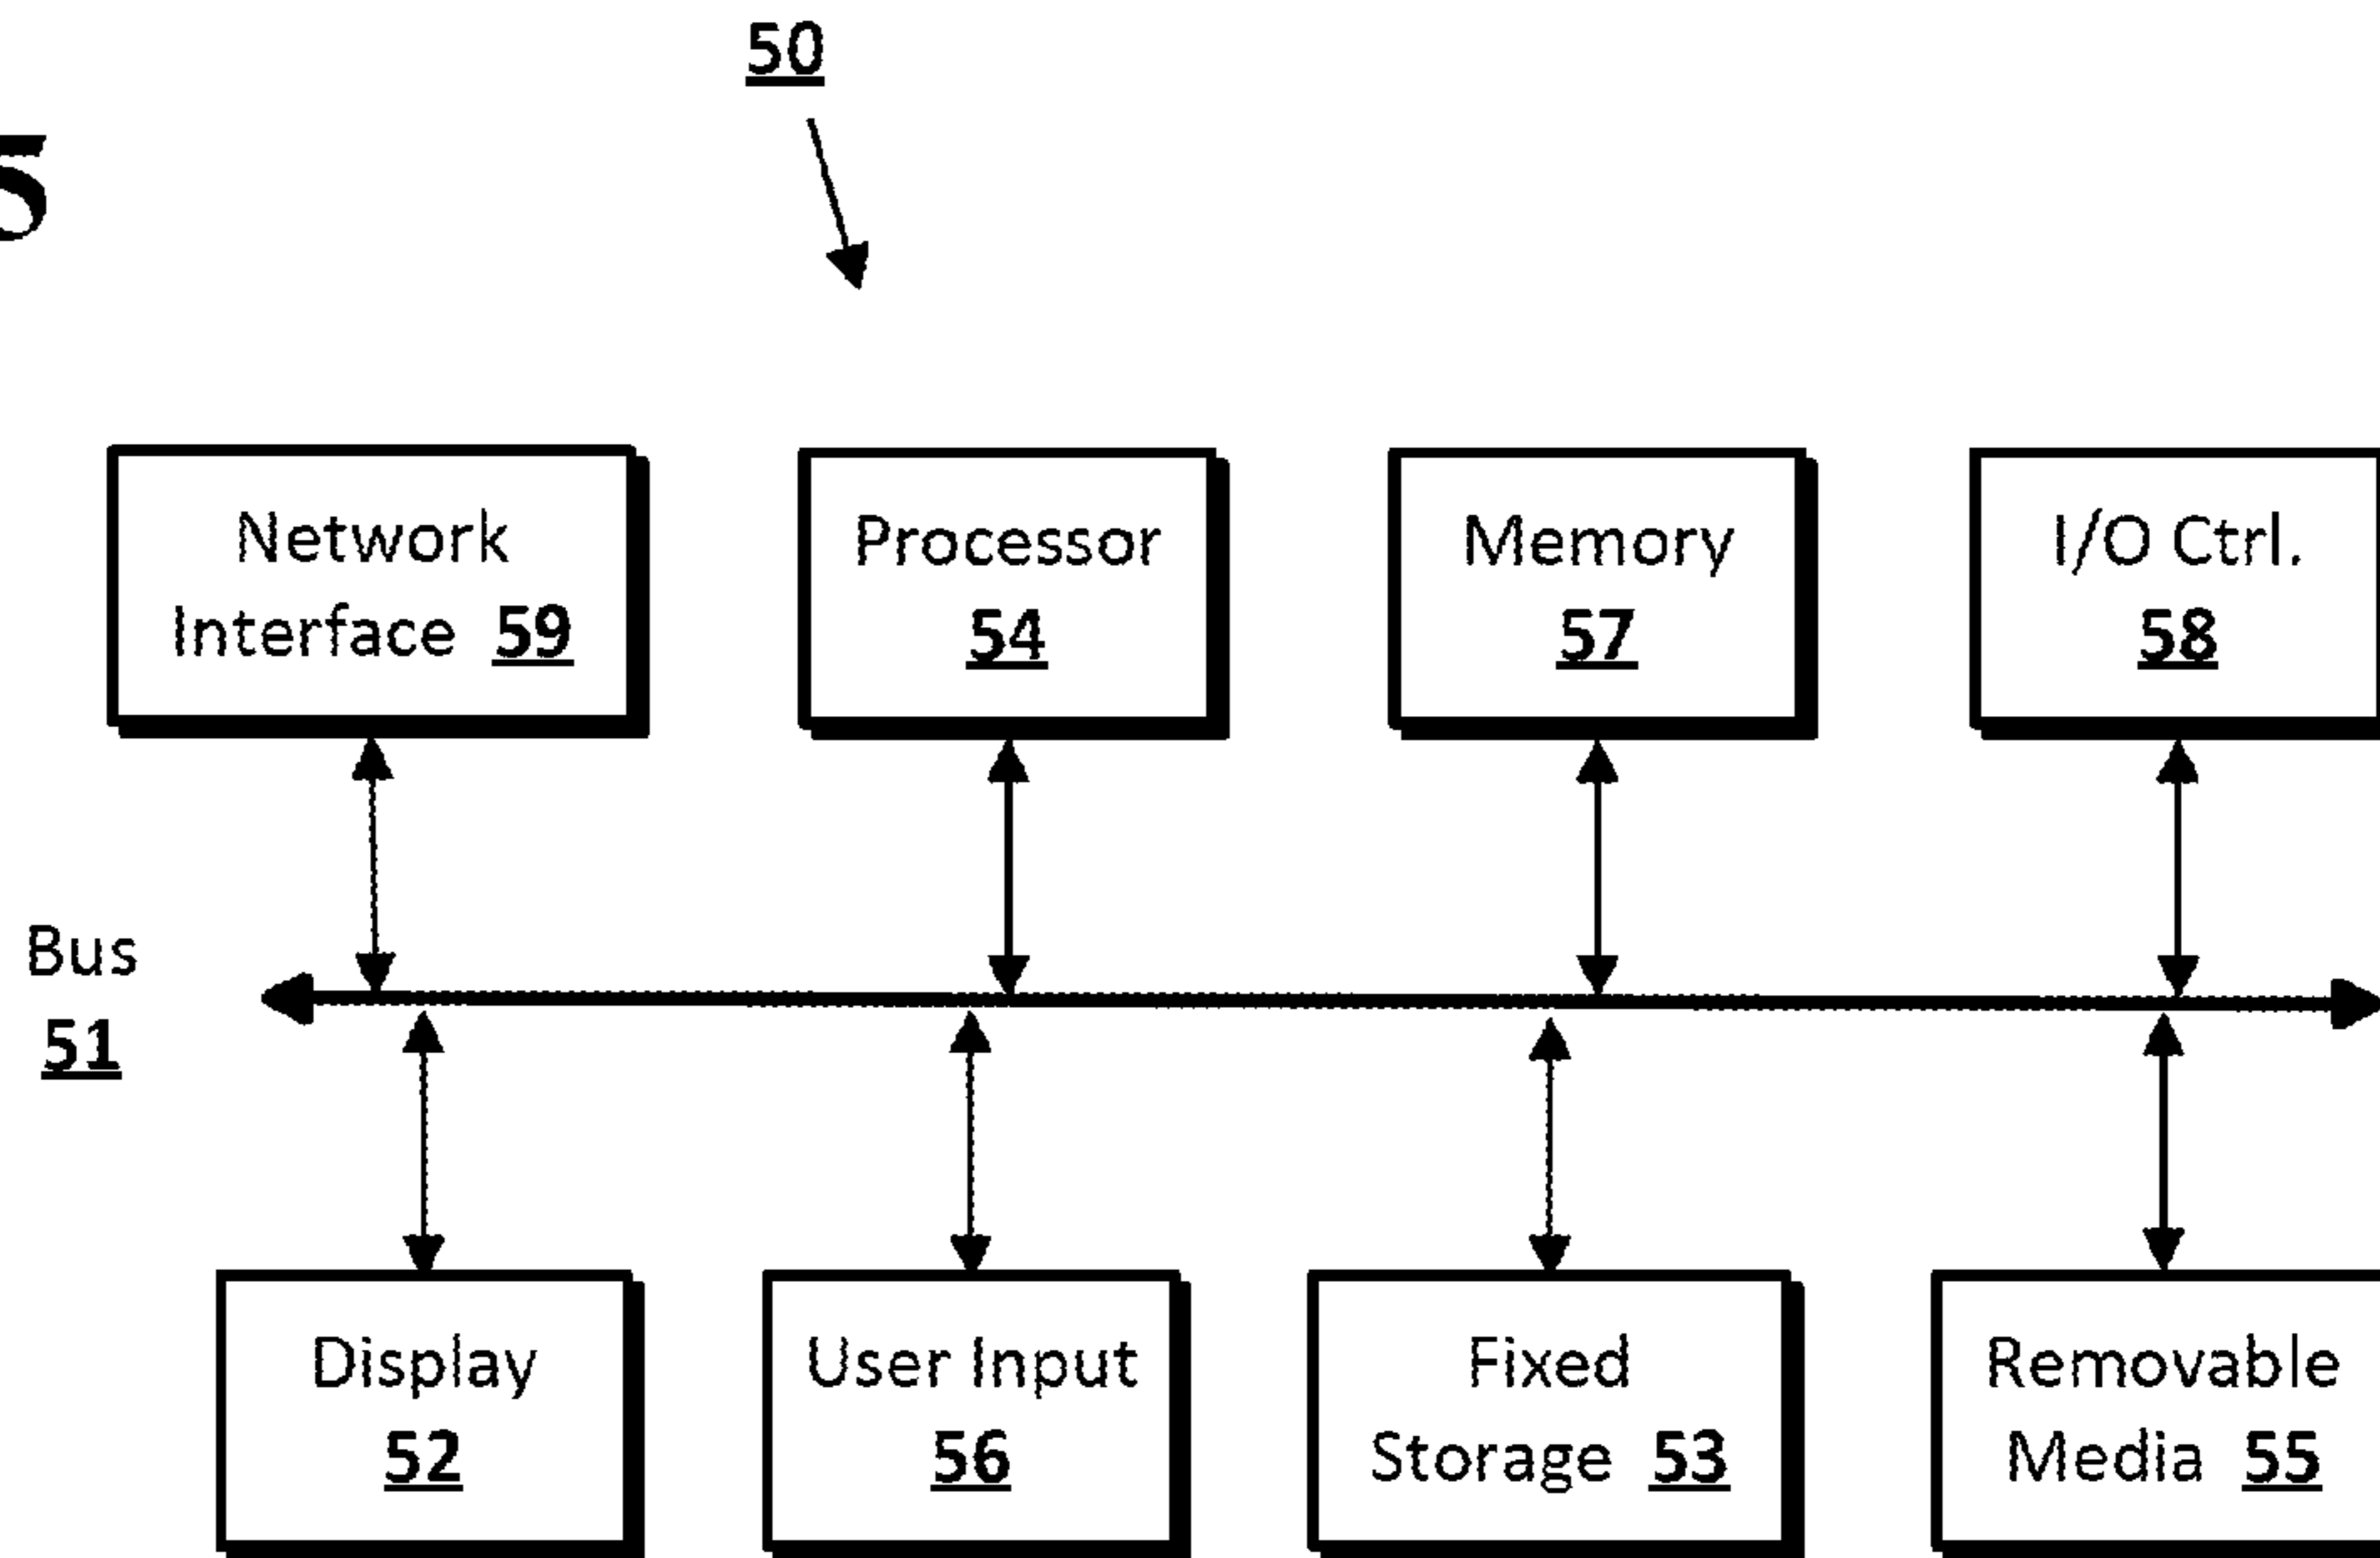 50
5
Network
Interface 59
Processor
54
Memory
57
I/O Ctrl.
58
Bus
51
Display
52
User Input
56
Fixed
Storage 53
Removable
Media 55